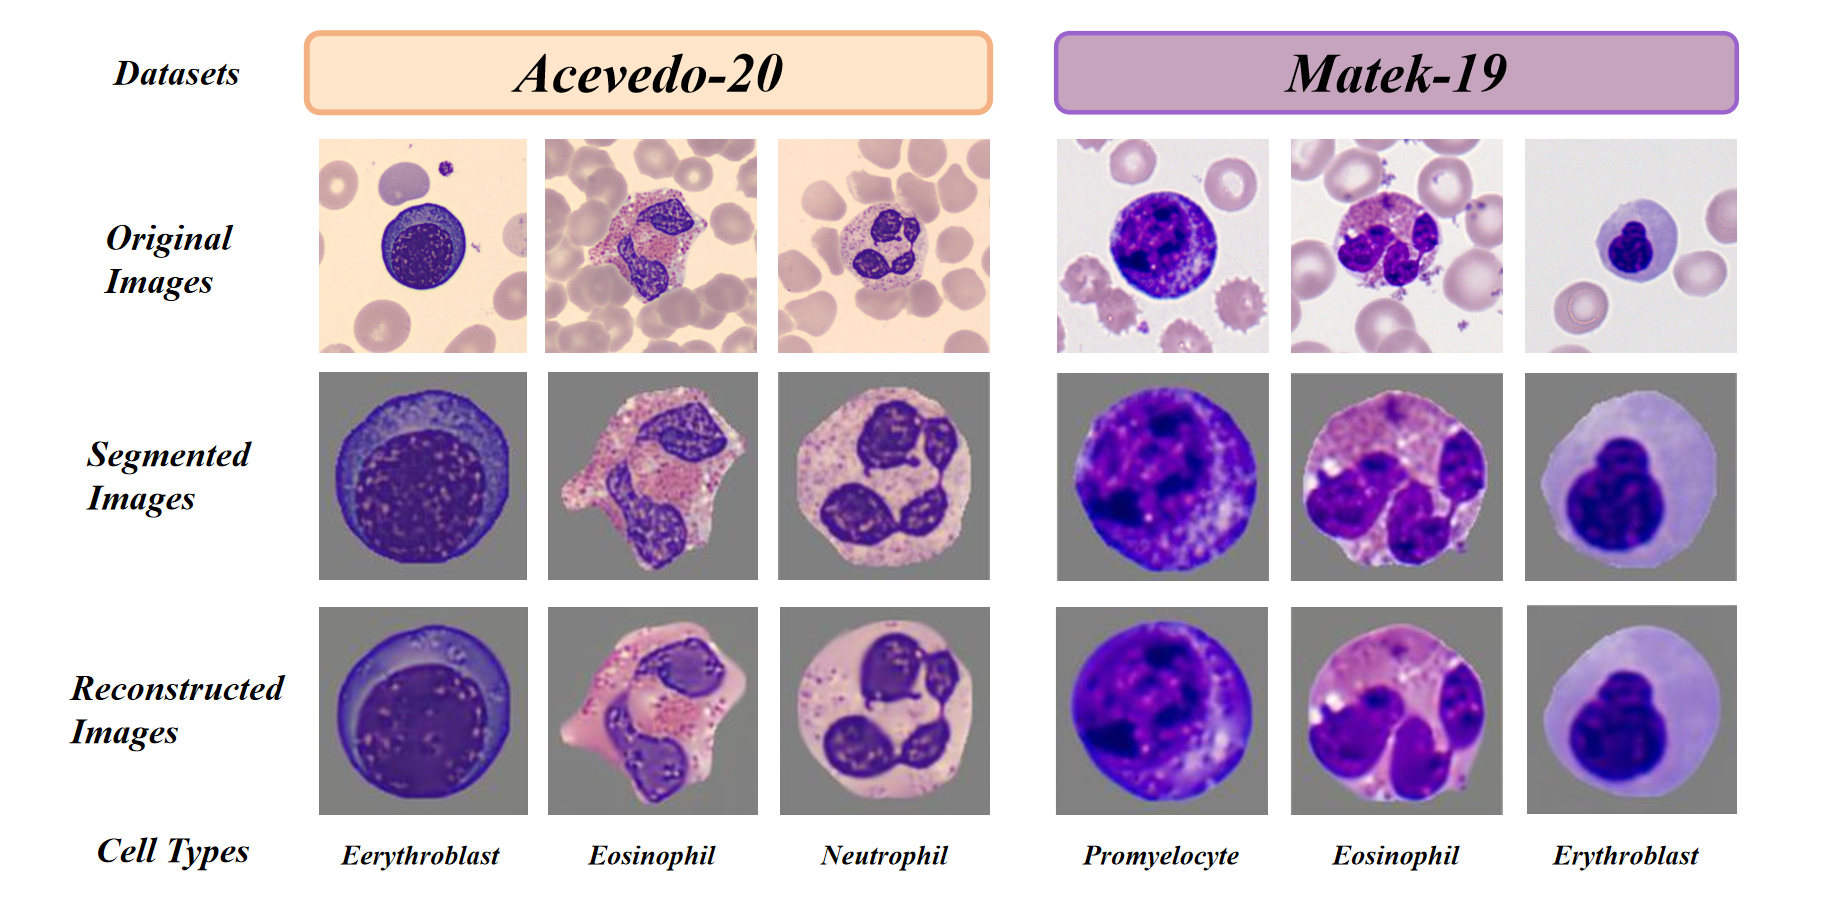 Datasets
Acevedo-20
Matek-19
Original
Images
Segmented
Images
Reconstructed
Images
Cell Types
Eerythroblast
Eosinophil
Neutrophil
Promyelocyte
Eosinophil
Erythroblast